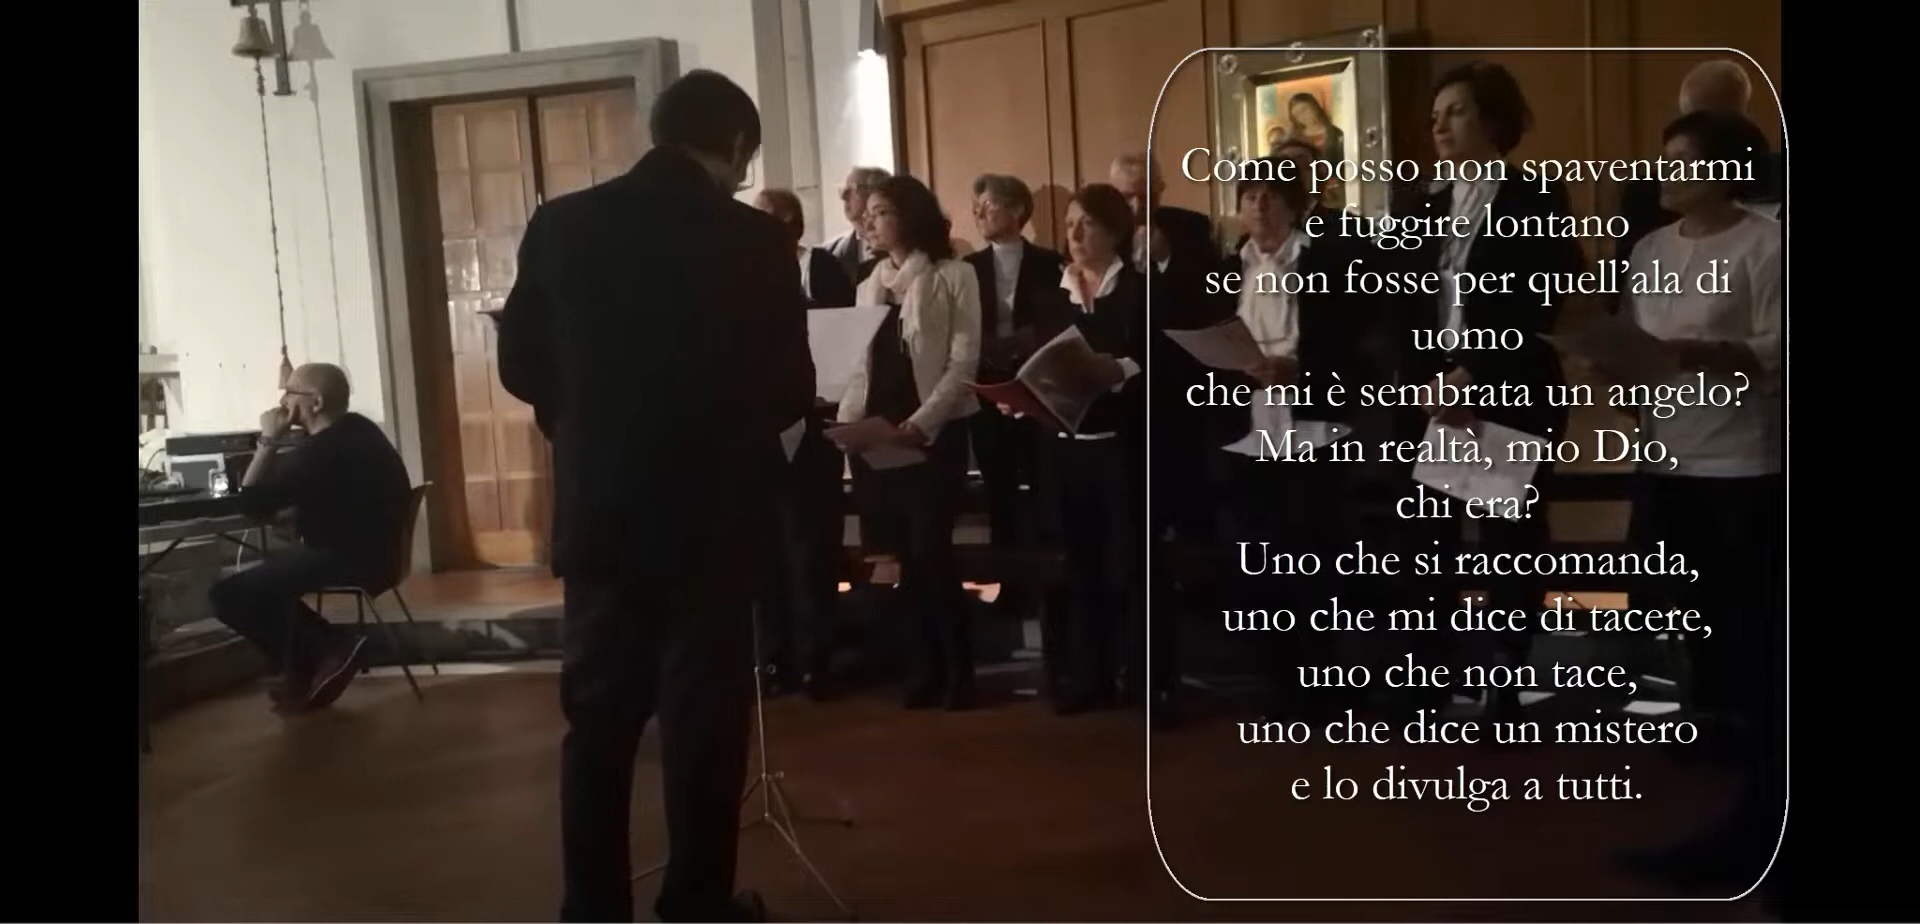 Come posso non spaventarmi
e fuggire lontano
se non fosse per quell’ala di
uomo
che mi è sembrata un angelo?
Ma in realtà, mio Dio,
chi era?
Uno che si raccomanda,
uno che mi dice di tacere,
uno che non tace,
uno che dice un mistero
e lo divulga a tutti.